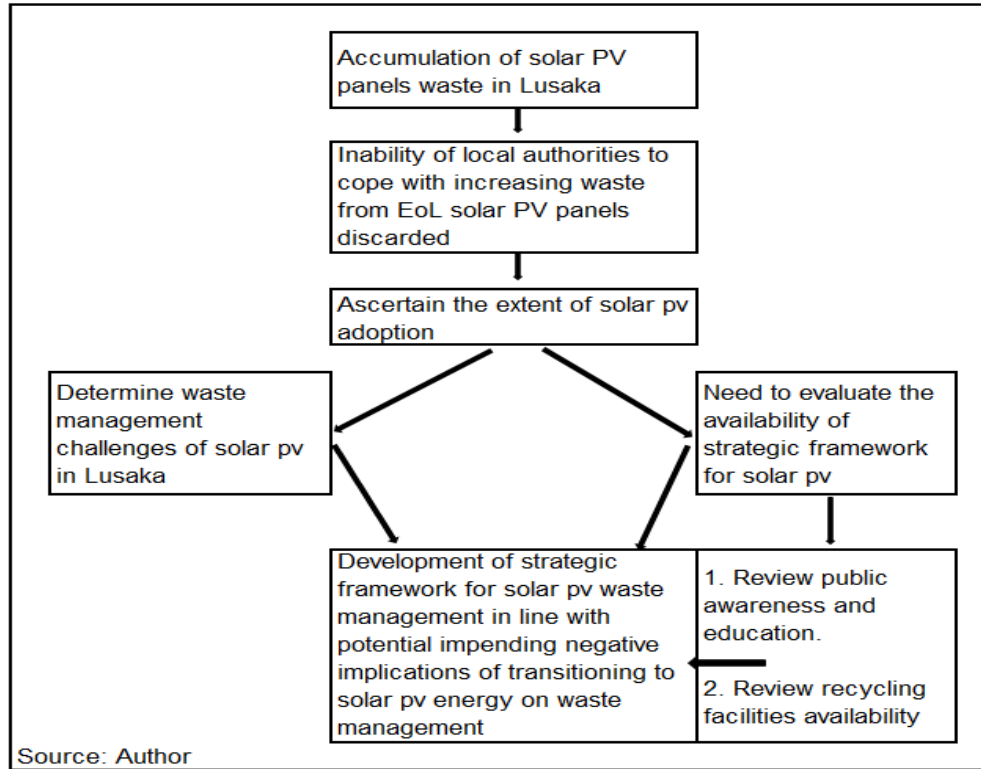 Accumulation of solar PV
panels waste in Lusaka
Inability of local authorities to
cope with increasing waste
from EoL solar PV panels
discarded
Ascertain the extent of solar pv
adoption
Determine waste
management
challenges of solar pv
in Lusaka
Need to evaluate the
availability of
strategic framework
for solar pv
Development of strategic
framework for solar pv waste
management in line with
potential impending negative
implications of transitioning to
solar pv energy on waste
management
1. Review public
awareness and
education.
2. Review recycling
facilities availability
Source: Author